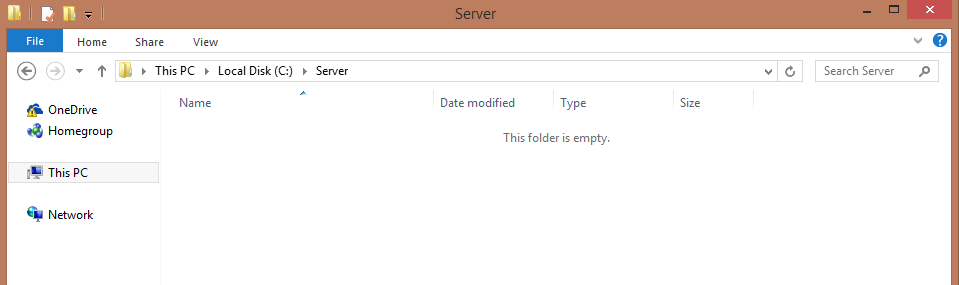 Server
File Home Share View
This PC Local Disk (C:) Server Search Server
Name Date modified Type Size
OneDrive
This folder is empty.
Homegroup
This PC
Network